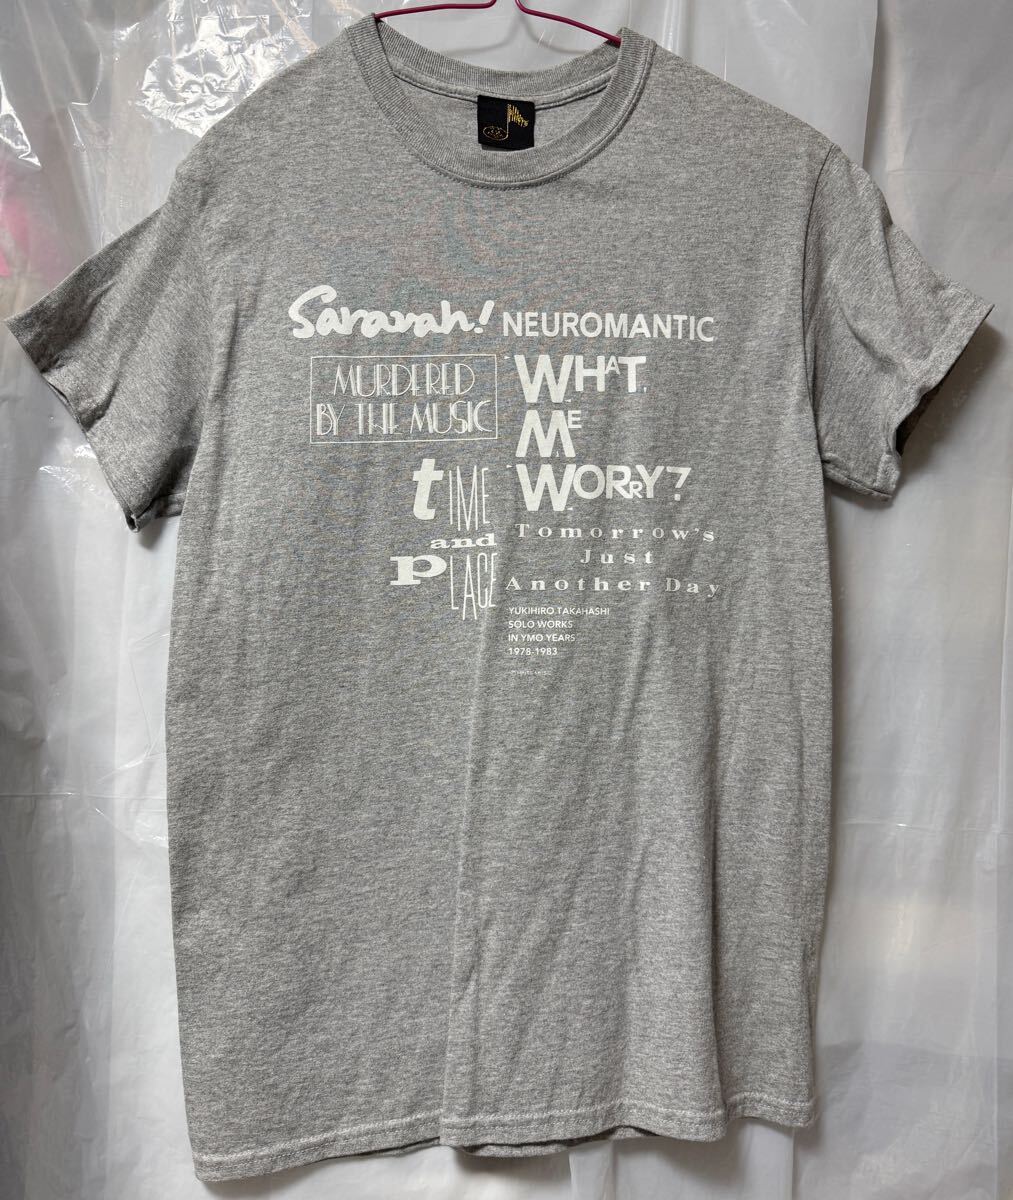 Saravah!
NEUROMANTIC
MURDERED
BY THE MUSIC
"WHAT,
ME
WORRY?"
tIME
and
PLACE
Tomorrow's
Just
Another Day
YUKIHIRO TAKAHASHI
SOLO WORKS
IN YMO YEARS
1978-1983